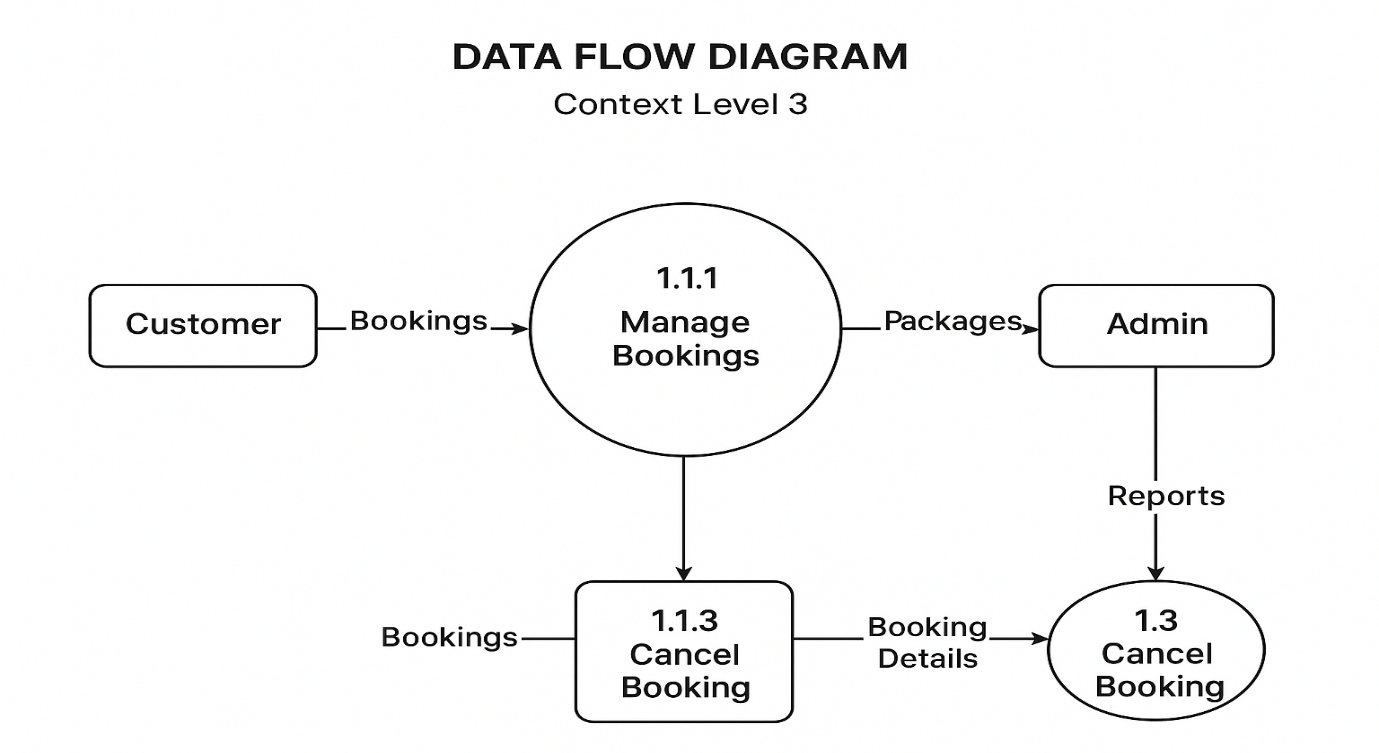 DATA FLOW DIAGRAM
Context Level 3
Customer
Bookings
1.1.1
Manage
Bookings
Packages
Admin
Reports
Bookings
1.1.3
Cancel
Booking
Booking
Details
1.3
Cancel
Booking